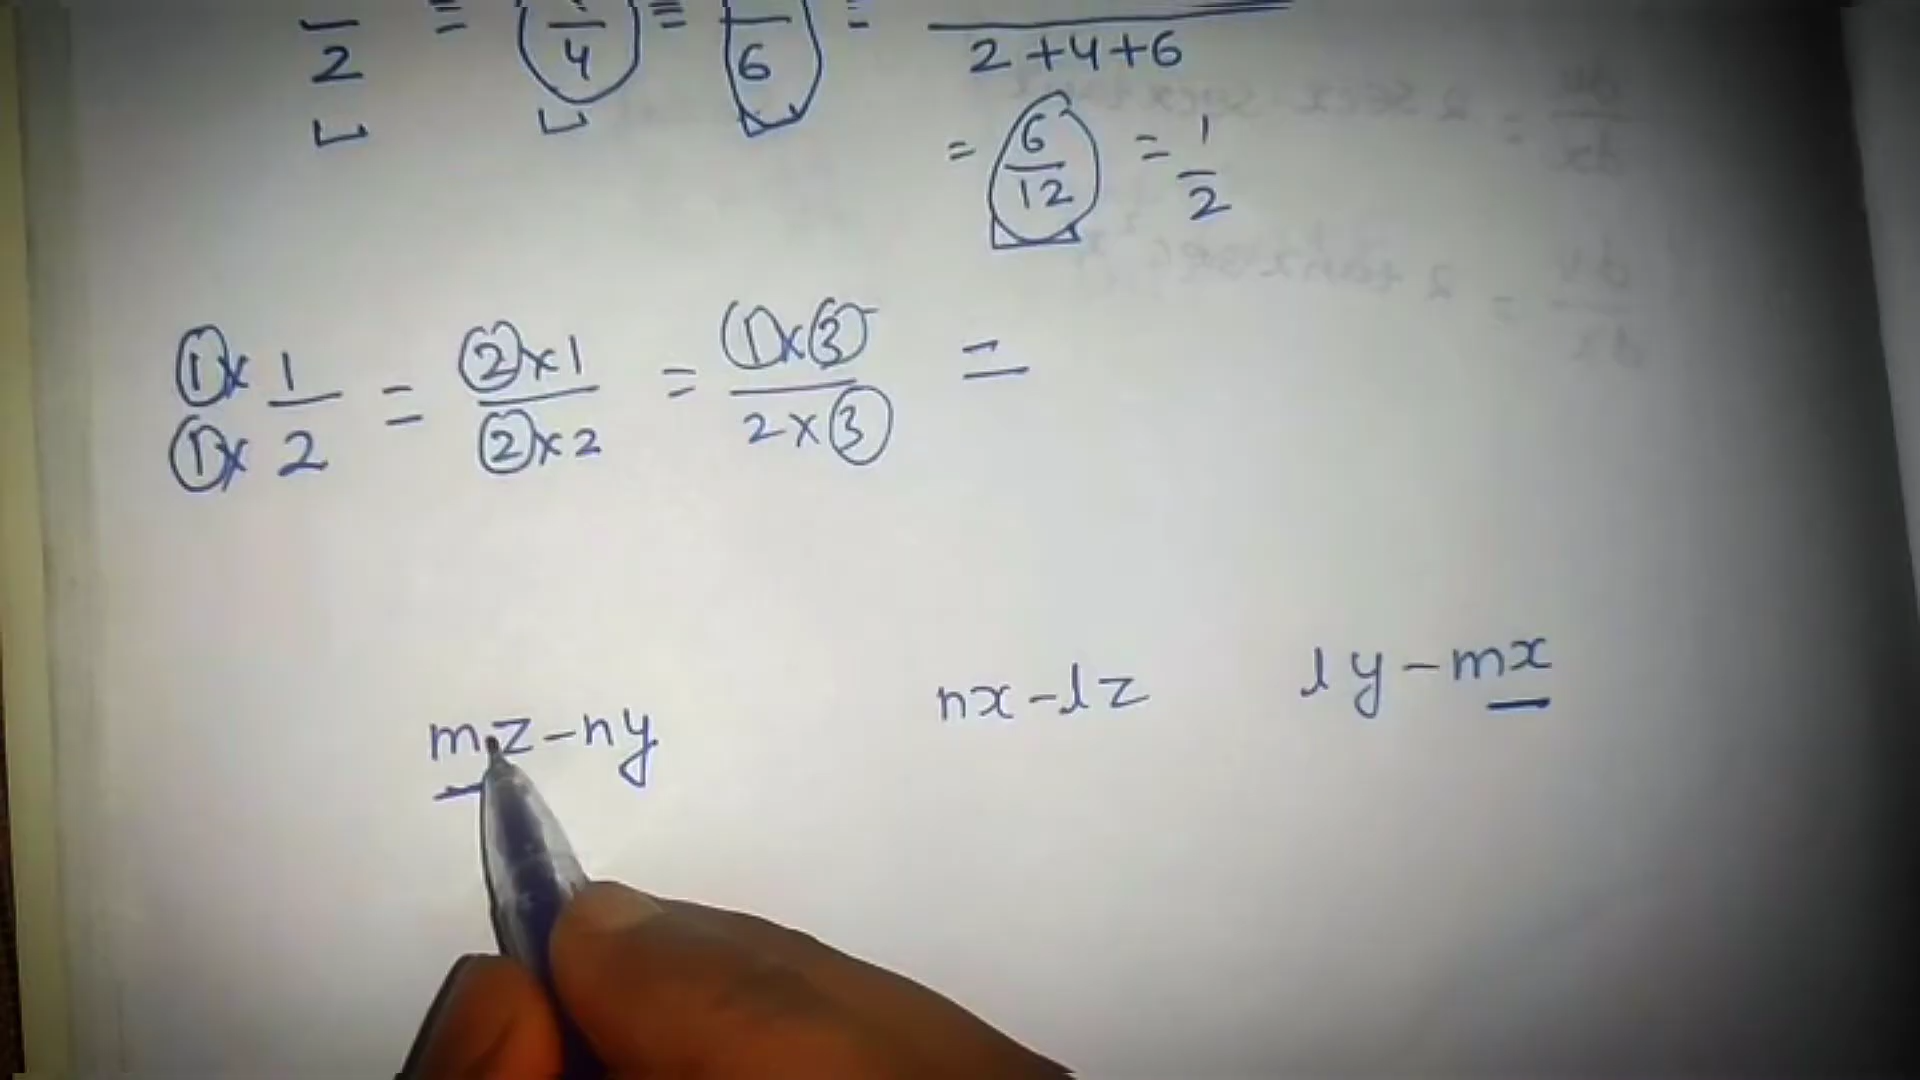 /2 = 1/4 = /6 = /2+4+6
= 6/12 = 1/2
1×1/1×2 = 2×1/2×2 = 1×3/2×3 =
mz-ny nx-lz ly-mx